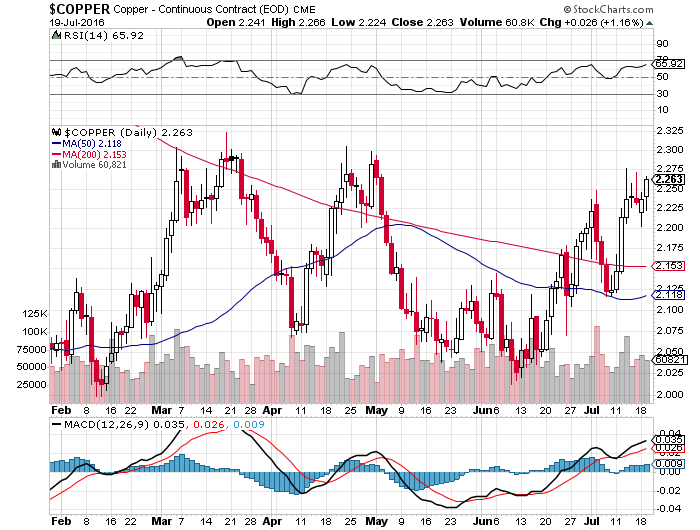 $COPPER Copper - Continuous Contract (EOD) CME © StockCharts.com
19-Jul-2016 Open 2.241 High 2.266 Low 2.224 Close 2.263 Volume 60.8K Chg +0.026 (+1.16%)
RSI(14) 65.92
90
70
65.92
50
30
10
$COPPER (Daily) 2.263
MA(50) 2.118
MA(200) 2.153
Volume 60,821
2.325
2.300
2.275
2.263
2.250
2.225
2.200
2.175
2.153
2.150
2.125
2.118
2.100
2.075
2.050
2.025
2.000
125K
100K
75000
50000
25000
60821
Feb 8 16 22 Mar 7 14 21 28 Apr 11 18 25 May 9 16 23 Jun 6 13 20 27 Jul 11 18
MACD(12,26,9) 0.035, 0.026, 0.009
0.04
0.035
0.026
0.02
0.009
0.00
-0.02
-0.04
Feb 8 16 22 Mar 7 14 21 28 Apr 11 18 25 May 9 16 23 Jun 6 13 20 27 Jul 11 18